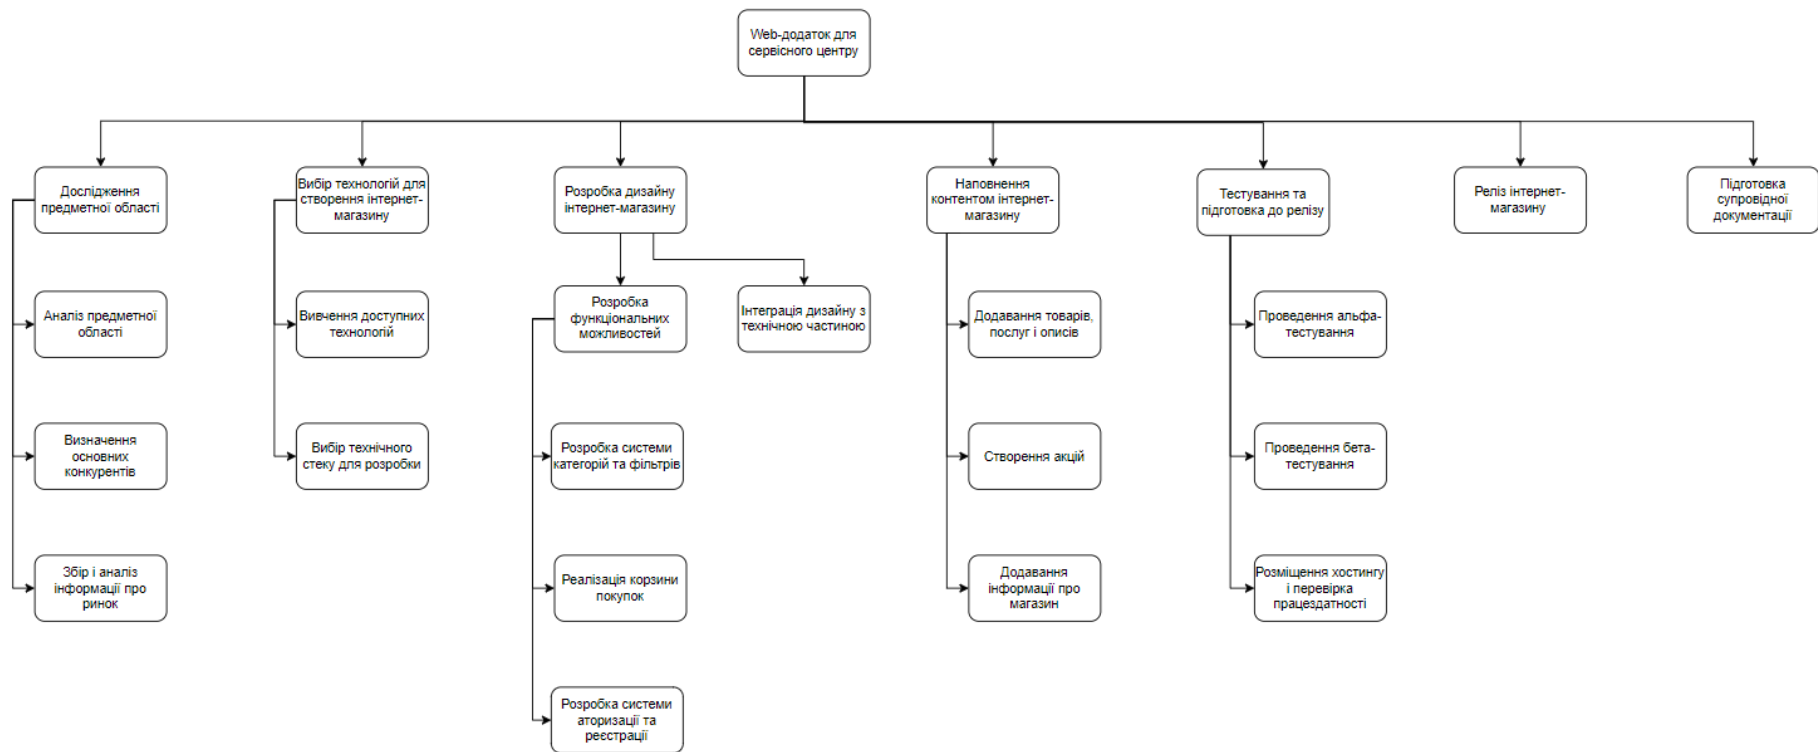 Web-додаток для
сервісного центру
Дослідження
предметної області
Вибір технологій для
створення інтернет-
магазину
Розробка дизайну
інтернет-магазину
Наповнення
контентом інтернет-
магазину
Тестування та
підготовка до релізу
Реліз інтернет-
магазину
Підготовка
супровідної
документації
Аналіз предметної
області
Вивчення доступних
технологій
Розробка
функціональних
можливостей
Інтеграція дизайну з
технічною частиною
Додавання товарів,
послуг і описів
Проведення альфа-
тестування
Визначення
основних
конкурентів
Вибір технічного
стеку для розробки
Розробка системи
категорій та фільтрів
Створення акцій
Проведення бета-
тестування
Збір і аналіз
інформації про
ринок
Реалізація корзини
покупок
Додавання
інформації про
магазин
Розміщення хостингу
і перевірка
працездатності
Розробка системи
аторизації та
реєстрації